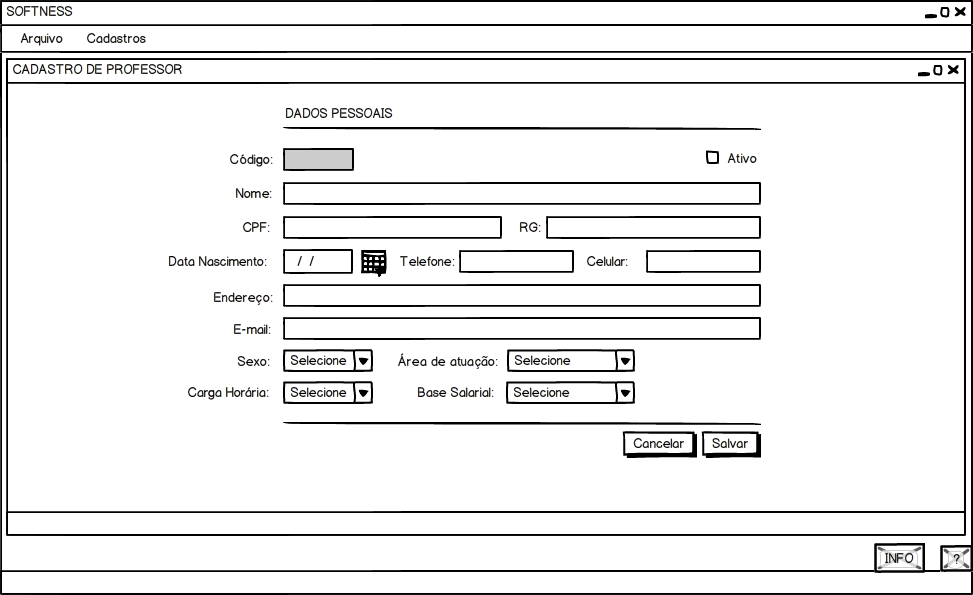 SOFTNESS
Arquivo Cadastros
CADASTRO DE PROFESSOR
DADOS PESSOAIS
Código: Ativo
Nome:
CPF: RG:
Data Nascimento: / / Telefone: Celular:
Endereço:
E-mail:
Sexo: Selecione Área de atuação: Selecione
Carga Horária: Selecione Base Salarial: Selecione
Cancelar Salvar
INFO ?